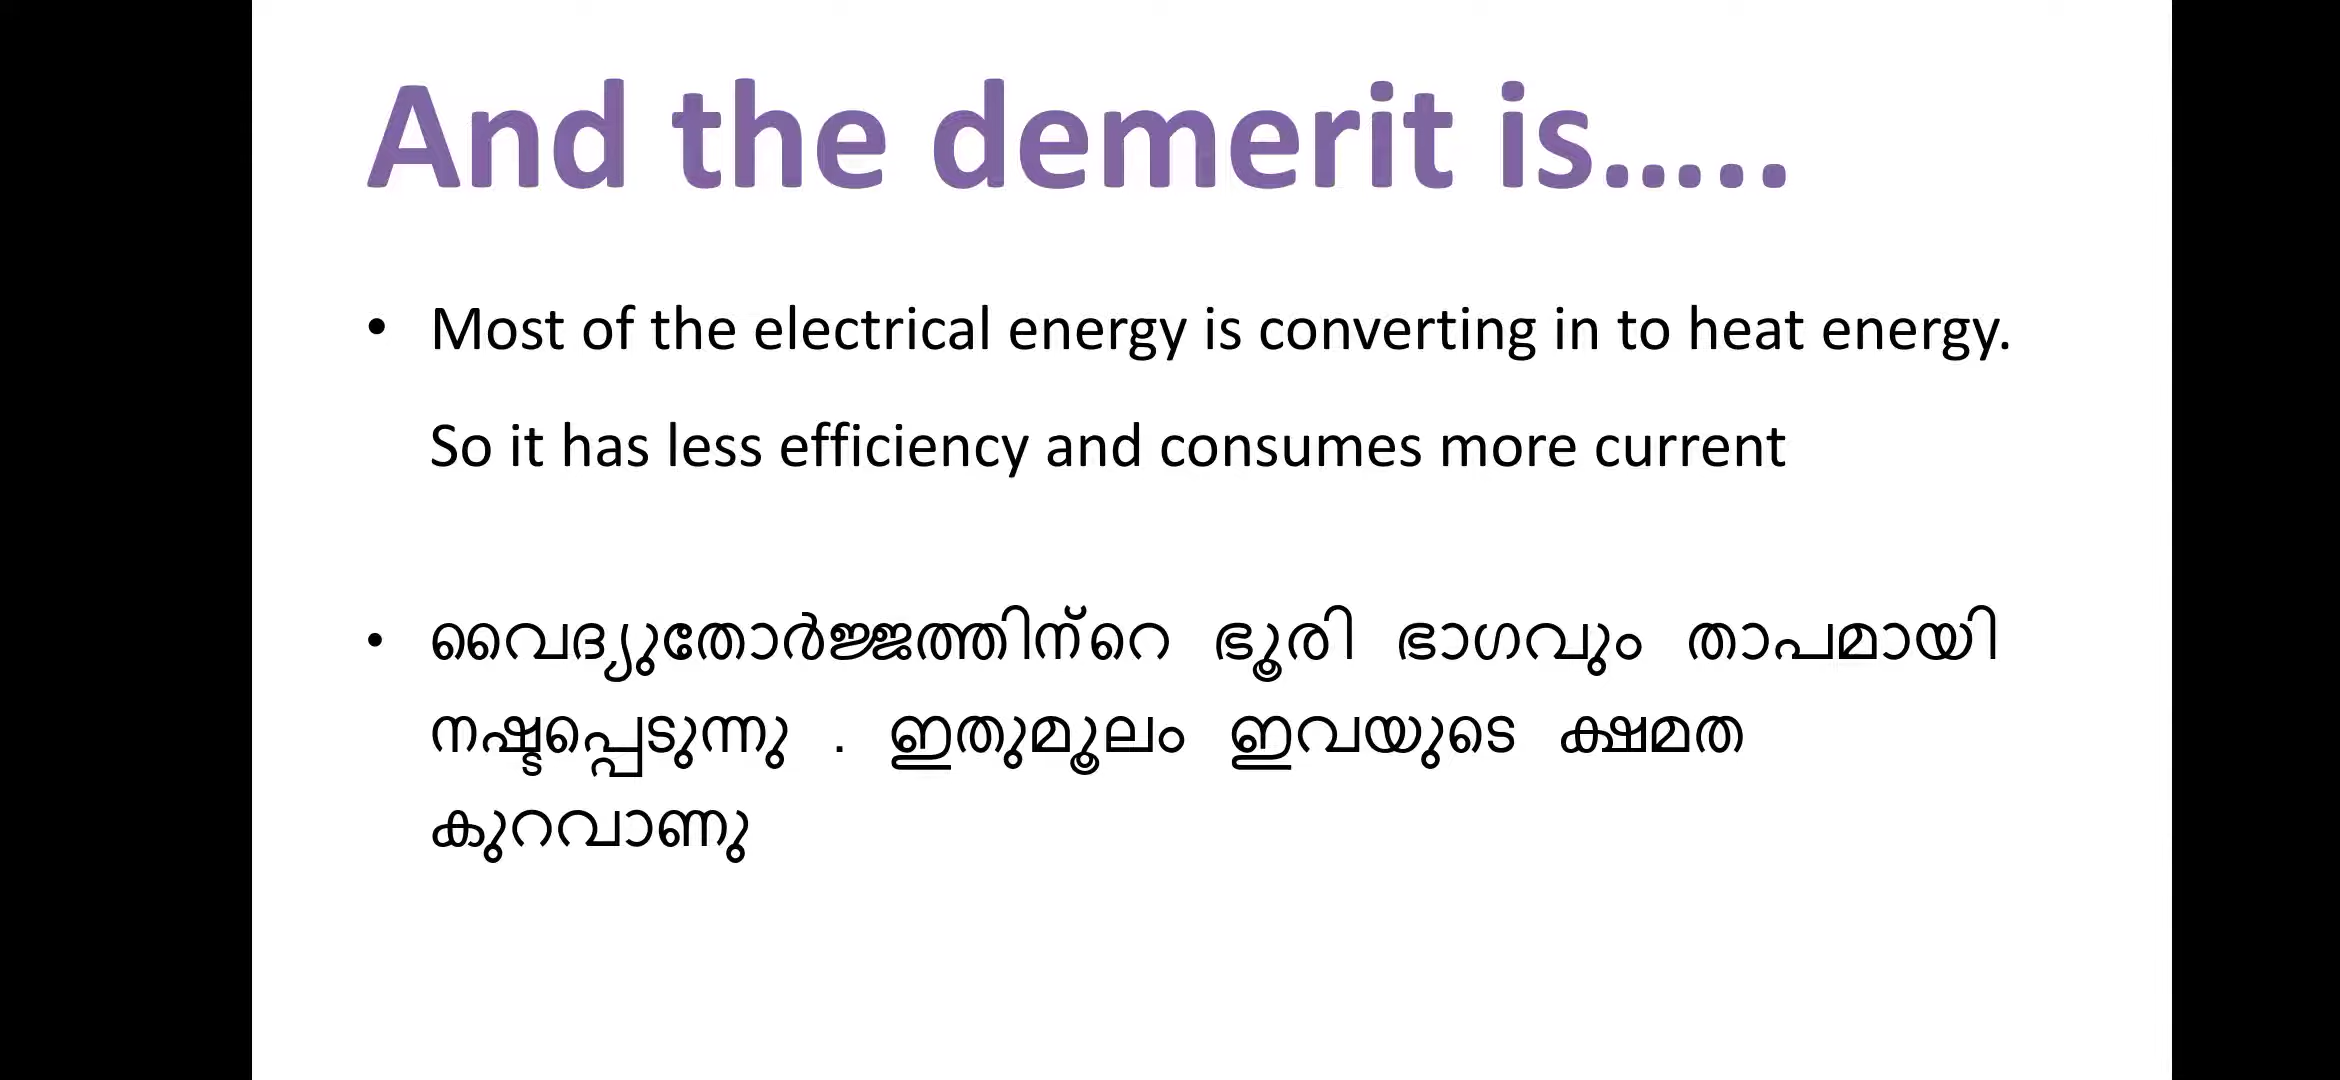 And the demerit is…..
• Most of the electrical energy is converting in to heat energy.
So it has less efficiency and consumes more current
• വൈദ്യുതോർജ്ജത്തിന്റെ ഭൂരി ഭാഗവും താപമായി
നഷ്ടപ്പെടുന്നു . ഇതുമൂലം ഇവയുടെ ക്ഷമത
കുറവാണു